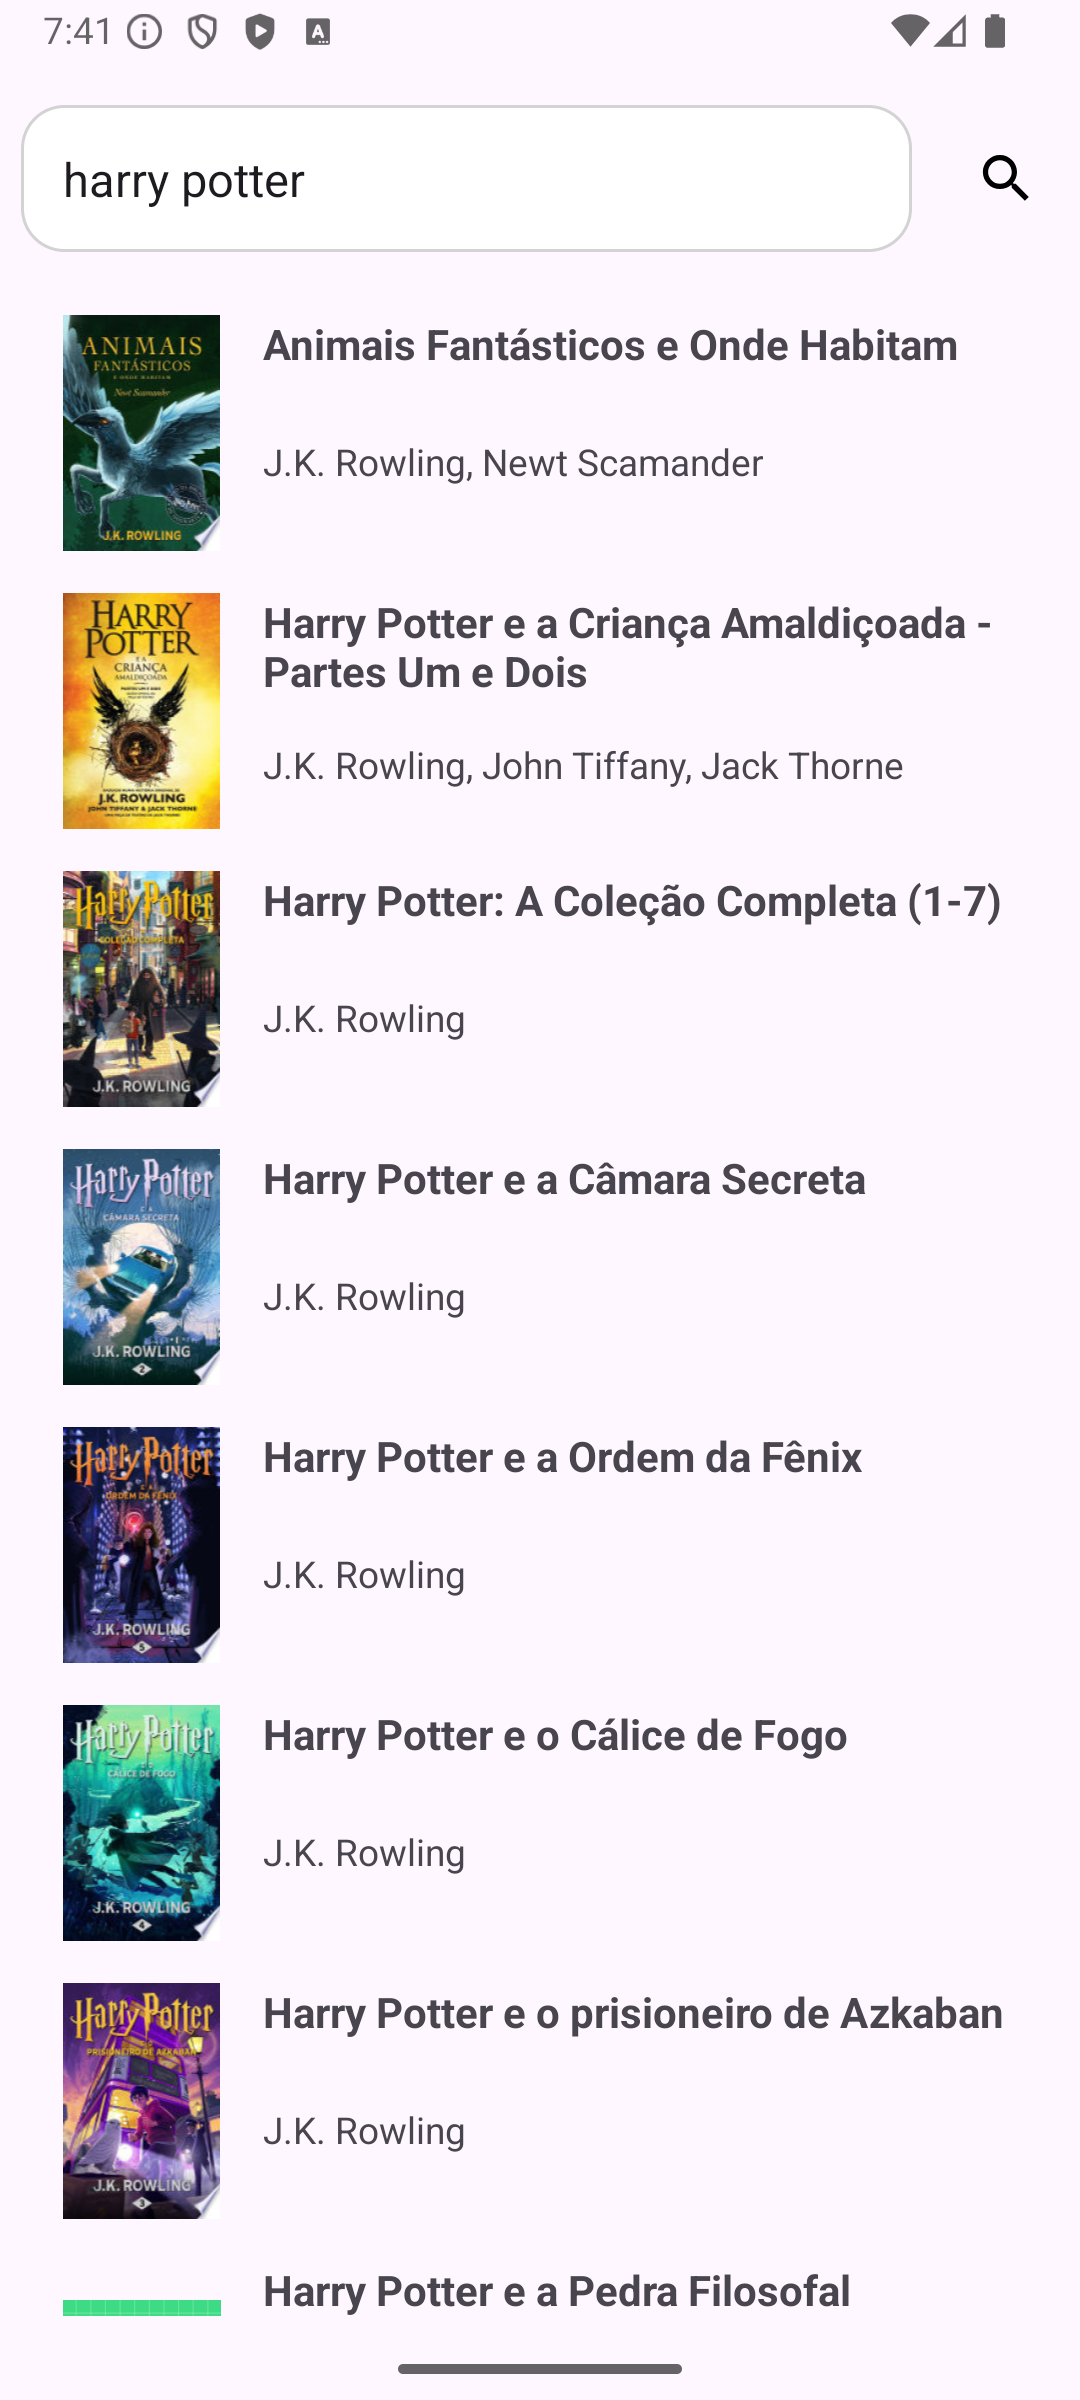 7:41
harry potter
ANIMAIS
FANTÁSTICOS
E ONDE HABITAM
Newt Scamander
J.K. ROWLING
Animais Fantásticos e Onde Habitam
J.K. Rowling, Newt Scamander
HARRY
POTTER
E A
CRIANÇA
AMALDIÇOADA
PARTES UM E DOIS
J.K. ROWLING
JOHN TIFFANY & JACK THORNE
Harry Potter e a Criança Amaldiçoada -
Partes Um e Dois
J.K. Rowling, John Tiffany, Jack Thorne
Harry Potter
COLEÇÃO COMPLETA
J.K. ROWLING
Harry Potter: A Coleção Completa (1-7)
J.K. Rowling
Harry Potter
E A
CÂMARA SECRETA
J.K. ROWLING
2
Harry Potter e a Câmara Secreta
J.K. Rowling
Harry Potter
E A
ORDEM DA FÊNIX
J.K. ROWLING
5
Harry Potter e a Ordem da Fênix
J.K. Rowling
Harry Potter
E O
CÁLICE DE FOGO
J.K. ROWLING
4
Harry Potter e o Cálice de Fogo
J.K. Rowling
Harry Potter
E O
PRISIONEIRO DE AZKABAN
J.K. ROWLING
3
Harry Potter e o prisioneiro de Azkaban
J.K. Rowling
Harry Potter e a Pedra Filosofal